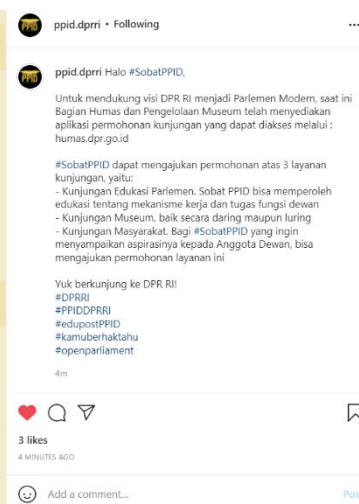 ppid.dprri • Following
ppid.dprri Halo #SobatPPID,
Untuk mendukung visi DPR RI menjadi Parlemen Modern, saat ini
Bagian Humas dan Pengelolaan Museum telah menyediakan
aplikasi permohonan kunjungan yang dapat diakses melalui :
humas.dpr.go.id
#SobatPPID dapat mengajukan permohonan atas 3 layanan
kunjungan, yaitu:
- Kunjungan Edukasi Parlemen. Sobat PPID bisa memperoleh
edukasi tentang mekanisme kerja dan tugas fungsi dewan
- Kunjungan Museum, baik secara daring maupun luring
- Kunjungan Masyarakat. Bagi #SobatPPID yang ingin
menyampaikan aspirasinya kepada Anggota Dewan, bisa
mengajukan permohonan layanan ini
Yuk berkunjung ke DPR RI!
#DPRRI
#PPIDDPRRI
#edupostPPID
#kamuberhaktahu
#openparliament
4m
3 likes
4 MINUTES AGO
Add a comment...